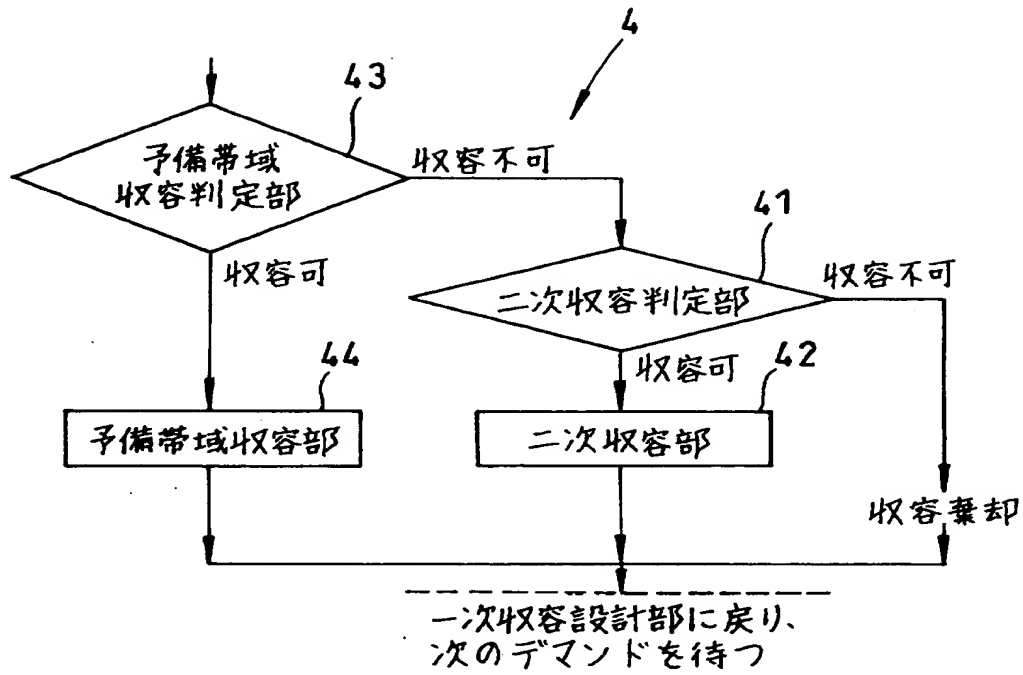 4
43
予備帯域
収容判定部
収容不可
収容可
41
二次収容判定部
収容不可
収容可
44
予備帯域収容部
42
二次収容部
収容棄却
一次収容設計部に戻り、
次のデマンドを待つ